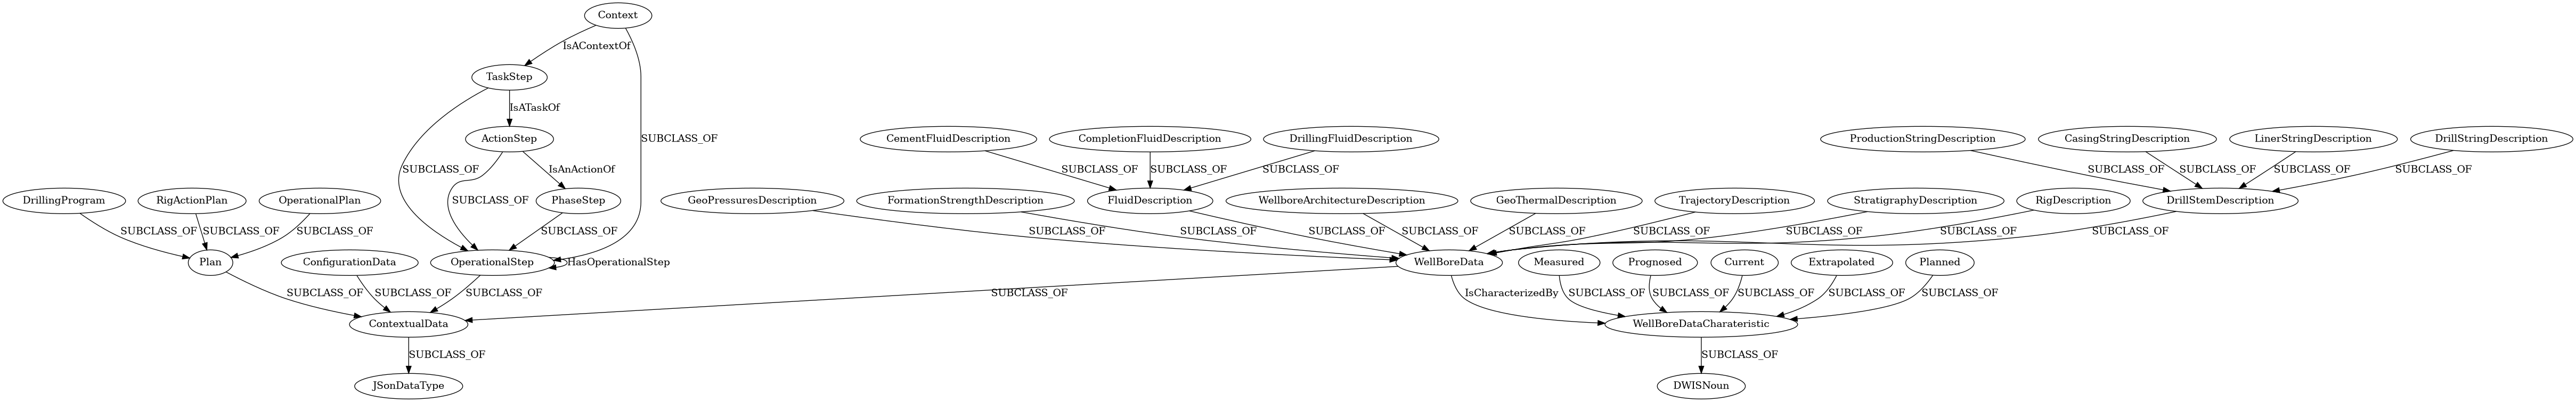 Context
IsAContextOf
TaskStep
IsATaskOf
ActionStep
SUBCLASS_OF
CementFluidDescription
CompletionFluidDescription
DrillingFluidDescription
ProductionStringDescription
CasingStringDescription
LinerStringDescription
DrillStringDescription
SUBCLASS_OF
IsAnActionOf
SUBCLASS_OF
SUBCLASS_OF
SUBCLASS_OF
SUBCLASS_OF
SUBCLASS_OF
SUBCLASS_OF
SUBCLASS_OF
DrillingProgram
RigActionPlan
OperationalPlan
SUBCLASS_OF
PhaseStep
GeoPressuresDescription
FormationStrengthDescription
FluidDescription
WellboreArchitectureDescription
GeoThermalDescription
TrajectoryDescription
StratigraphyDescription
RigDescription
DrillStemDescription
SUBCLASS_OF
SUBCLASS_OF
SUBCLASS_OF
SUBCLASS_OF
SUBCLASS_OF
SUBCLASS_OF
SUBCLASS_OF
SUBCLASS_OF
SUBCLASS_OF
SUBCLASS_OF
SUBCLASS_OF
SUBCLASS_OF
SUBCLASS_OF
Plan
ConfigurationData
OperationalStep
HasOperationalStep
WellBoreData
Measured
Prognosed
Current
Extrapolated
Planned
SUBCLASS_OF
SUBCLASS_OF
SUBCLASS_OF
SUBCLASS_OF
IsCharacterizedBy
SUBCLASS_OF
SUBCLASS_OF
SUBCLASS_OF
SUBCLASS_OF
SUBCLASS_OF
ContextualData
WellBoreDataCharateristic
SUBCLASS_OF
SUBCLASS_OF
JSonDataType
DWISNoun